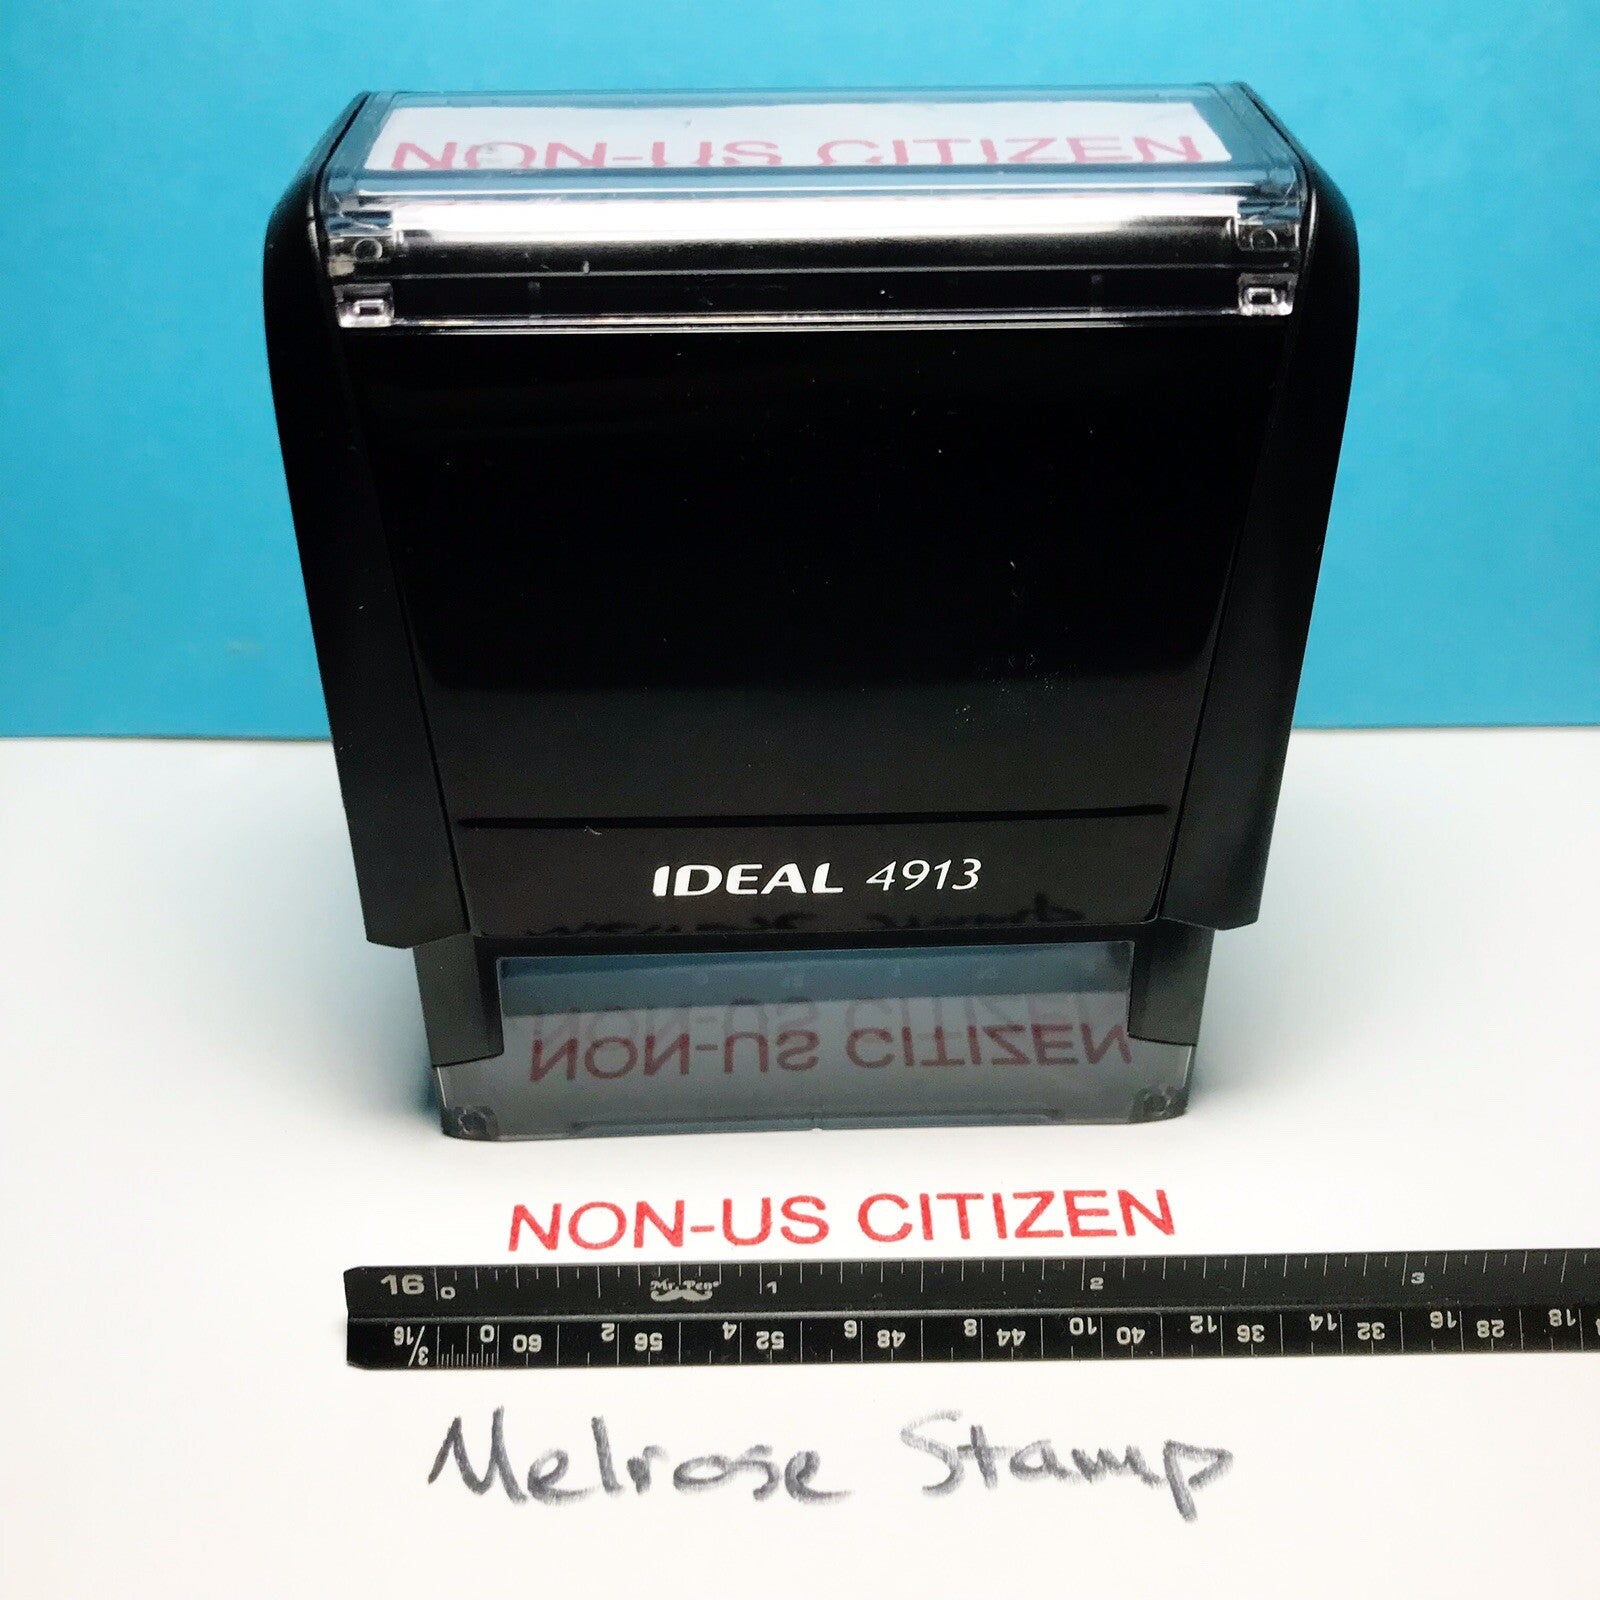 NON-US CITIZEN
IDEAL 4913
NON-US CITIZEN
NON-US CITIZEN
16 0 Mr. Pen 1 2 3
3/16 0 60 2 56 4 52 6 48 8 44 10 40 12 36 14 32 16 28 18
Melrose Stamp